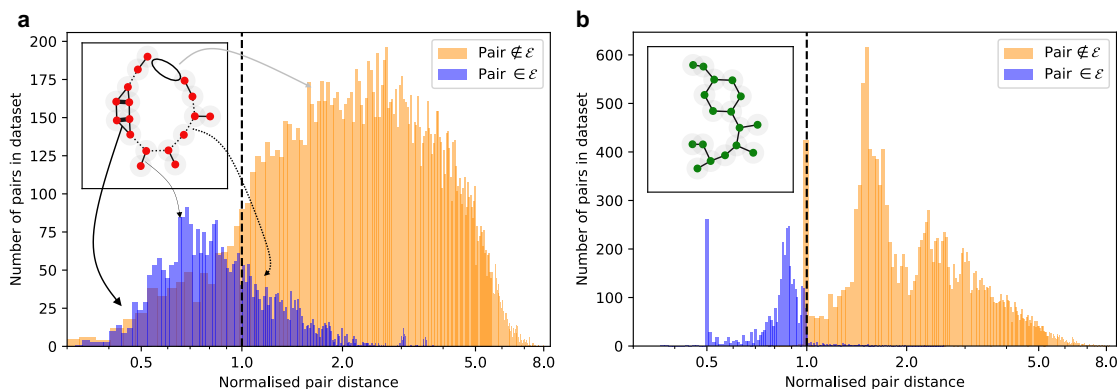 a
Number of pairs in dataset
200
175
150
125
100
75
50
25
0
Pair ∉ ℰ
Pair ∈ ℰ
0.5
1.0
2.0
5.0
8.0
Normalised pair distance
b
Number of pairs in dataset
600
500
400
300
200
100
0
Pair ∉ ℰ
Pair ∈ ℰ
0.5
1.0
2.0
5.0
8.0
Normalised pair distance